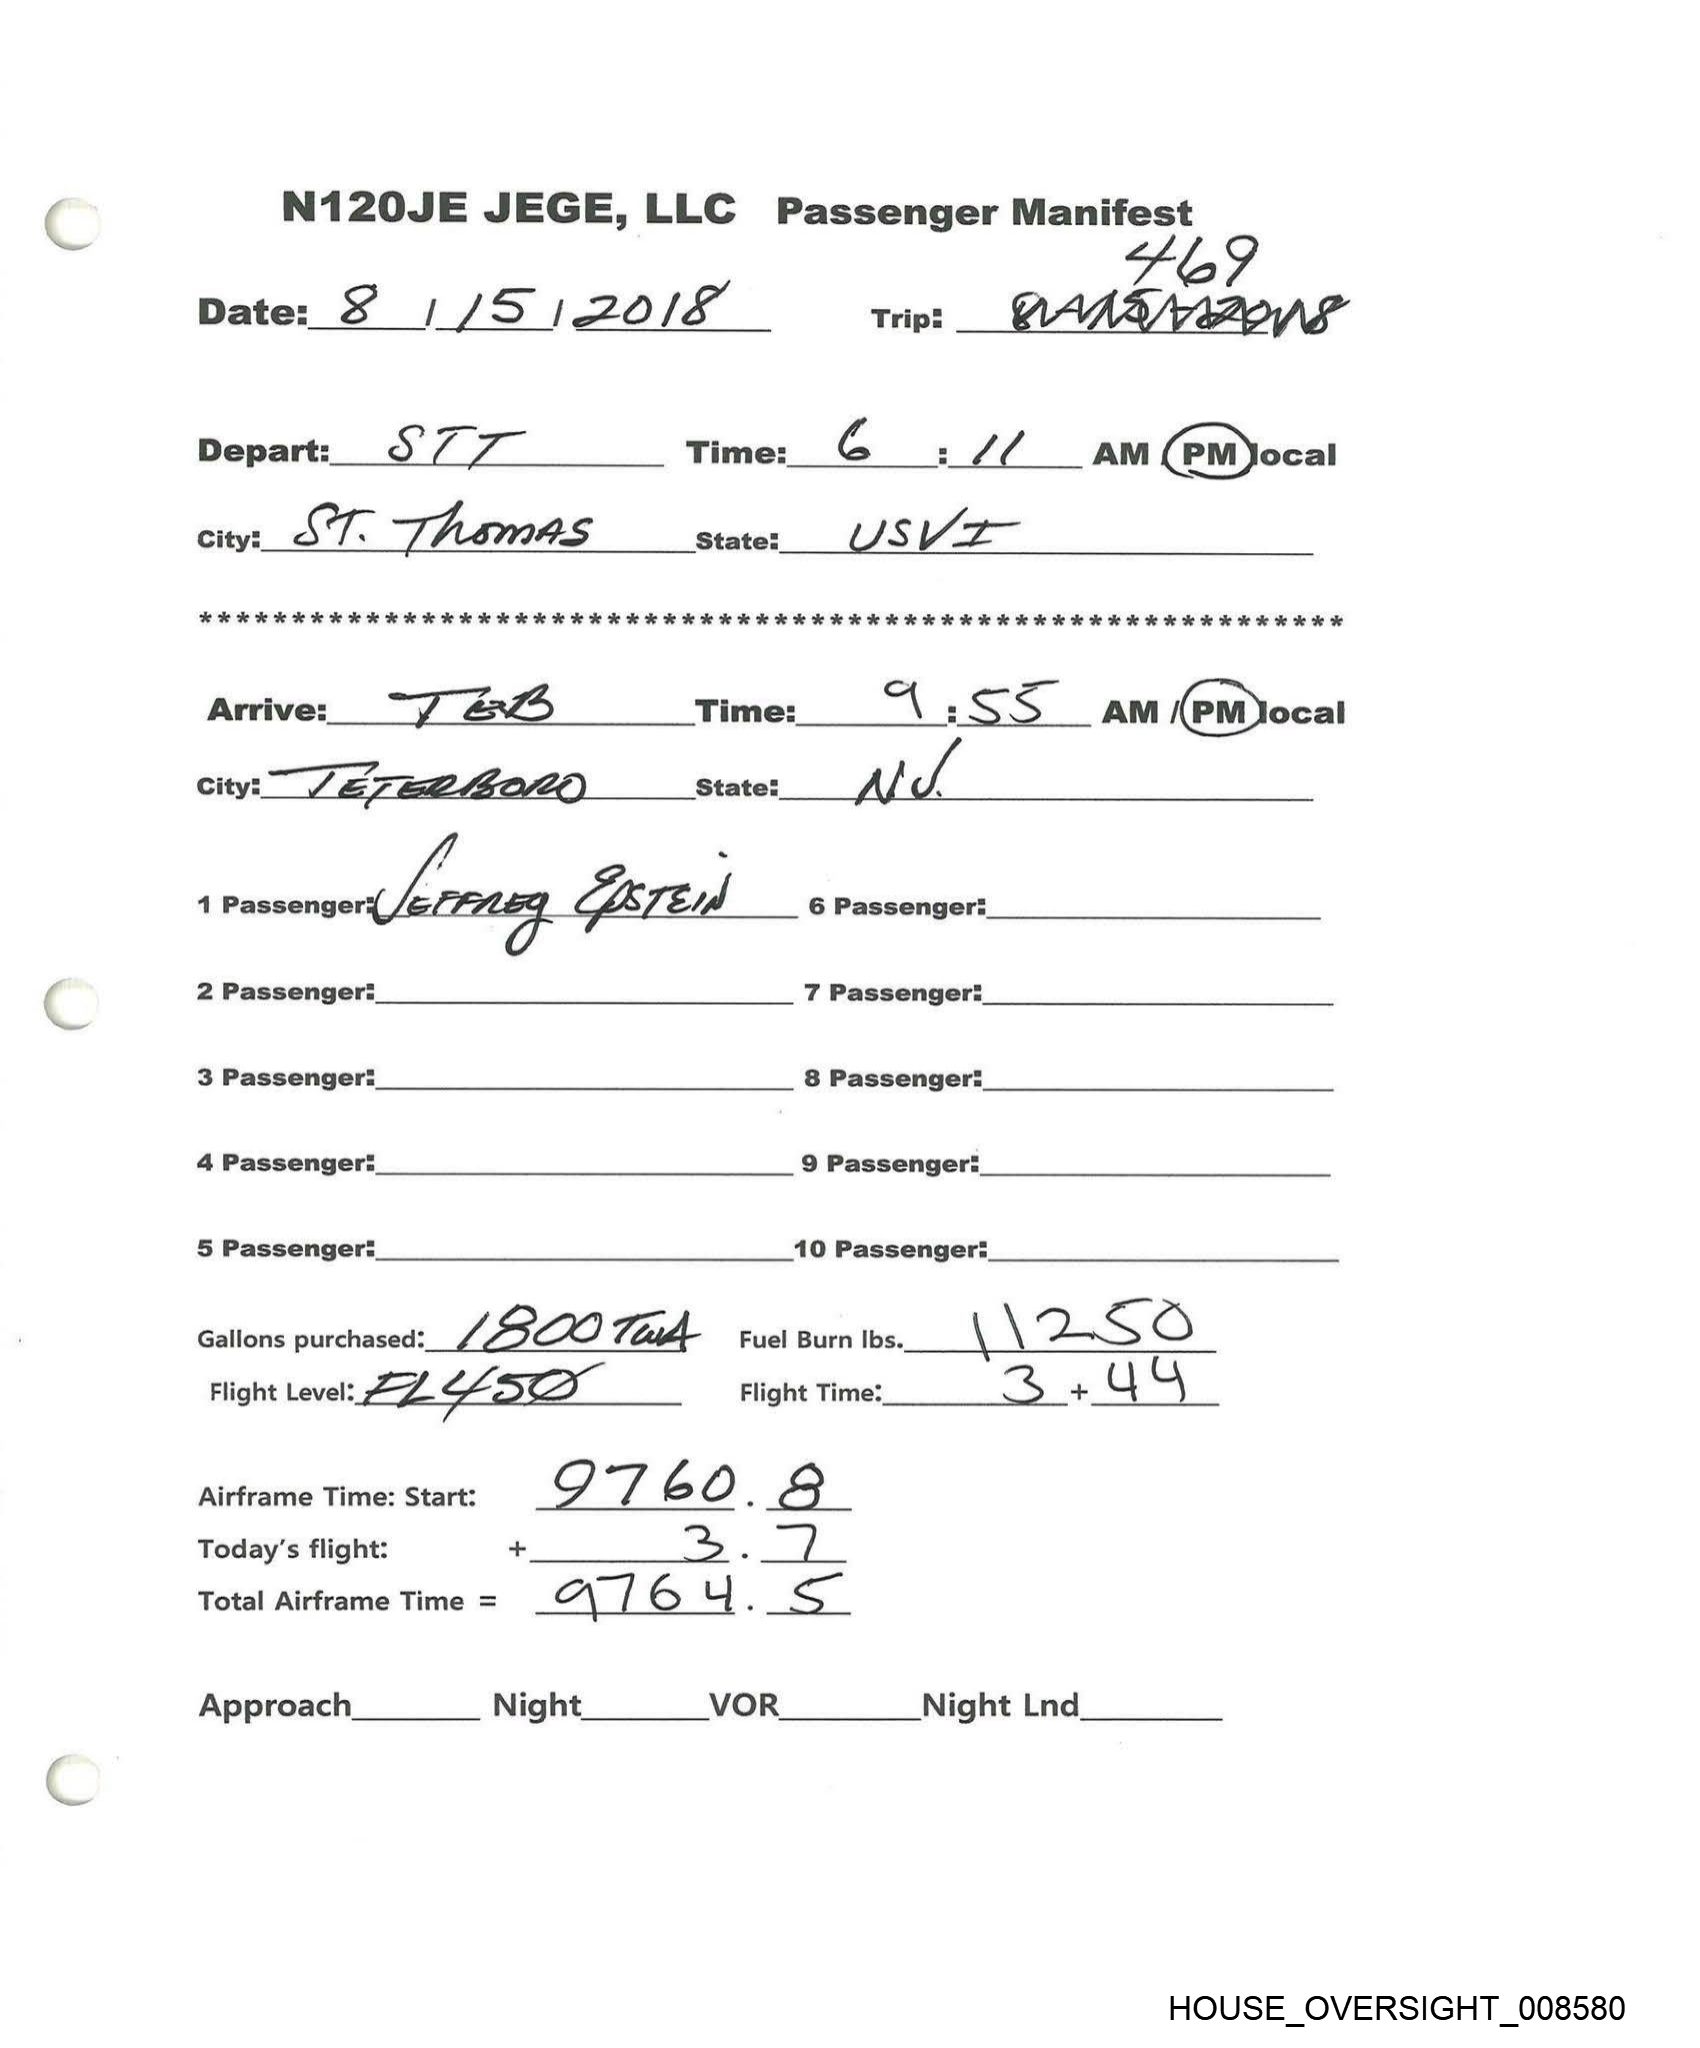 N120JE JEGE, LLC Passenger Manifest
469
Date: 8 / 15 / 2018 Trip:
Depart: STT Time: 6 : 11 AM / PM local
City: ST. THOMAS State: USVI
****************************************************************
Arrive: TEB Time: 9 : 55 AM / PM local
City: TETERBORO State: NJ.
1 Passenger: JEFFREY EPSTEIN 6 Passenger:
2 Passenger: 7 Passenger:
3 Passenger: 8 Passenger:
4 Passenger: 9 Passenger:
5 Passenger: 10 Passenger:
Gallons purchased: 1800 Fuel Burn lbs. 11250
Flight Level: FL450 Flight Time: 3 + 44
Airframe Time: Start: 9760 . 8
Today's flight: + 3 . 7
Total Airframe Time = 9764 . 5
Approach Night VOR Night Lnd
HOUSE_OVERSIGHT_008580